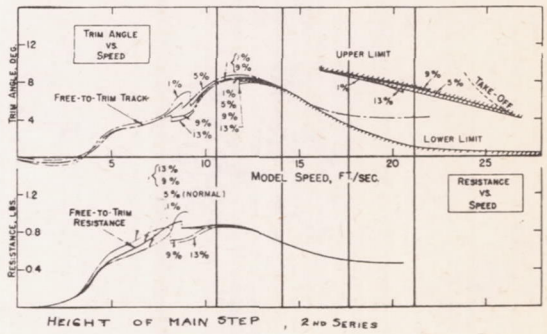 TRIM ANGLE
VS.
SPEED
TRIM ANGLE, DEG.
12
8
4
FREE-TO-TRIM TRACK
1%
5%
9%
13%
1%
9%
1%
5%
9%
13%
UPPER LIMIT
1%
13%
9%
5%
TAKE-OFF
LOWER LIMIT
5
10
15
20
25
MODEL SPEED, FT/SEC.
13%
9%
5% (NORMAL)
1%
RESISTANCE, LBS.
1.2
0.8
0.4
FREE-TO-TRIM
RESISTANCE
9%
13%
RESISTANCE
VS.
SPEED
HEIGHT OF MAIN STEP, 2ND SERIES